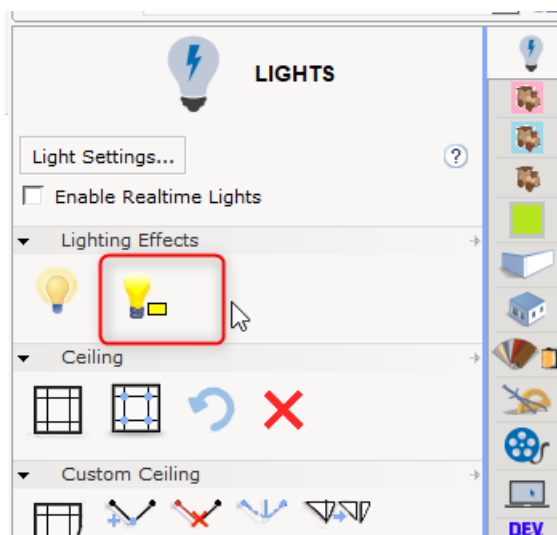 LIGHTS
Light Settings...
?
Enable Realtime Lights
Lighting Effects
Ceiling
Custom Ceiling
DEV